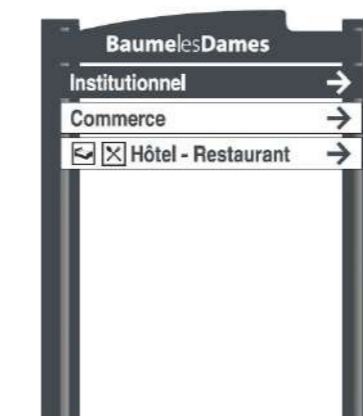 BaumelesDames
Institutionnel
Commerce
Hôtel - Restaurant